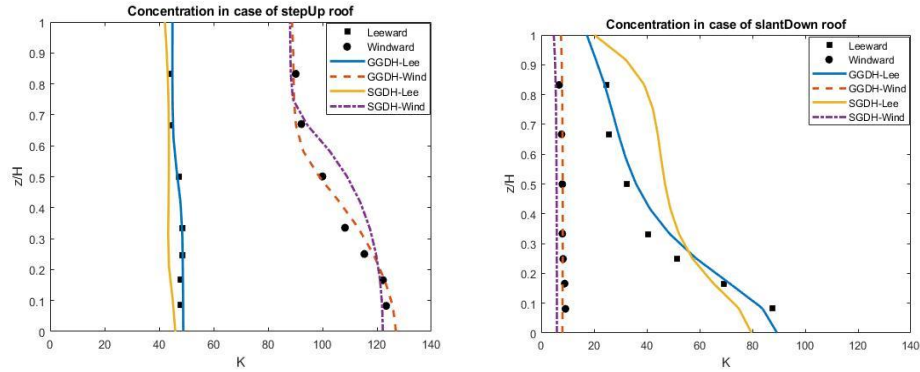 Concentration in case of stepUp roof
1
0.9
0.8
0.7
0.6
0.5
0.4
0.3
0.2
0.1
0
z/H
Leeward
Windward
GGDH-Lee
GGDH-Wind
SGDH-Lee
SGDH-Wind
0 20 40 60 80 100 120 140
K
Concentration in case of slantDown roof
1
0.9
0.8
0.7
0.6
0.5
0.4
0.3
0.2
0.1
0
z/H
Leeward
Windward
GGDH-Lee
GGDH-Wind
SGDH-Lee
SGDH-Wind
0 20 40 60 80 100 120 140
K